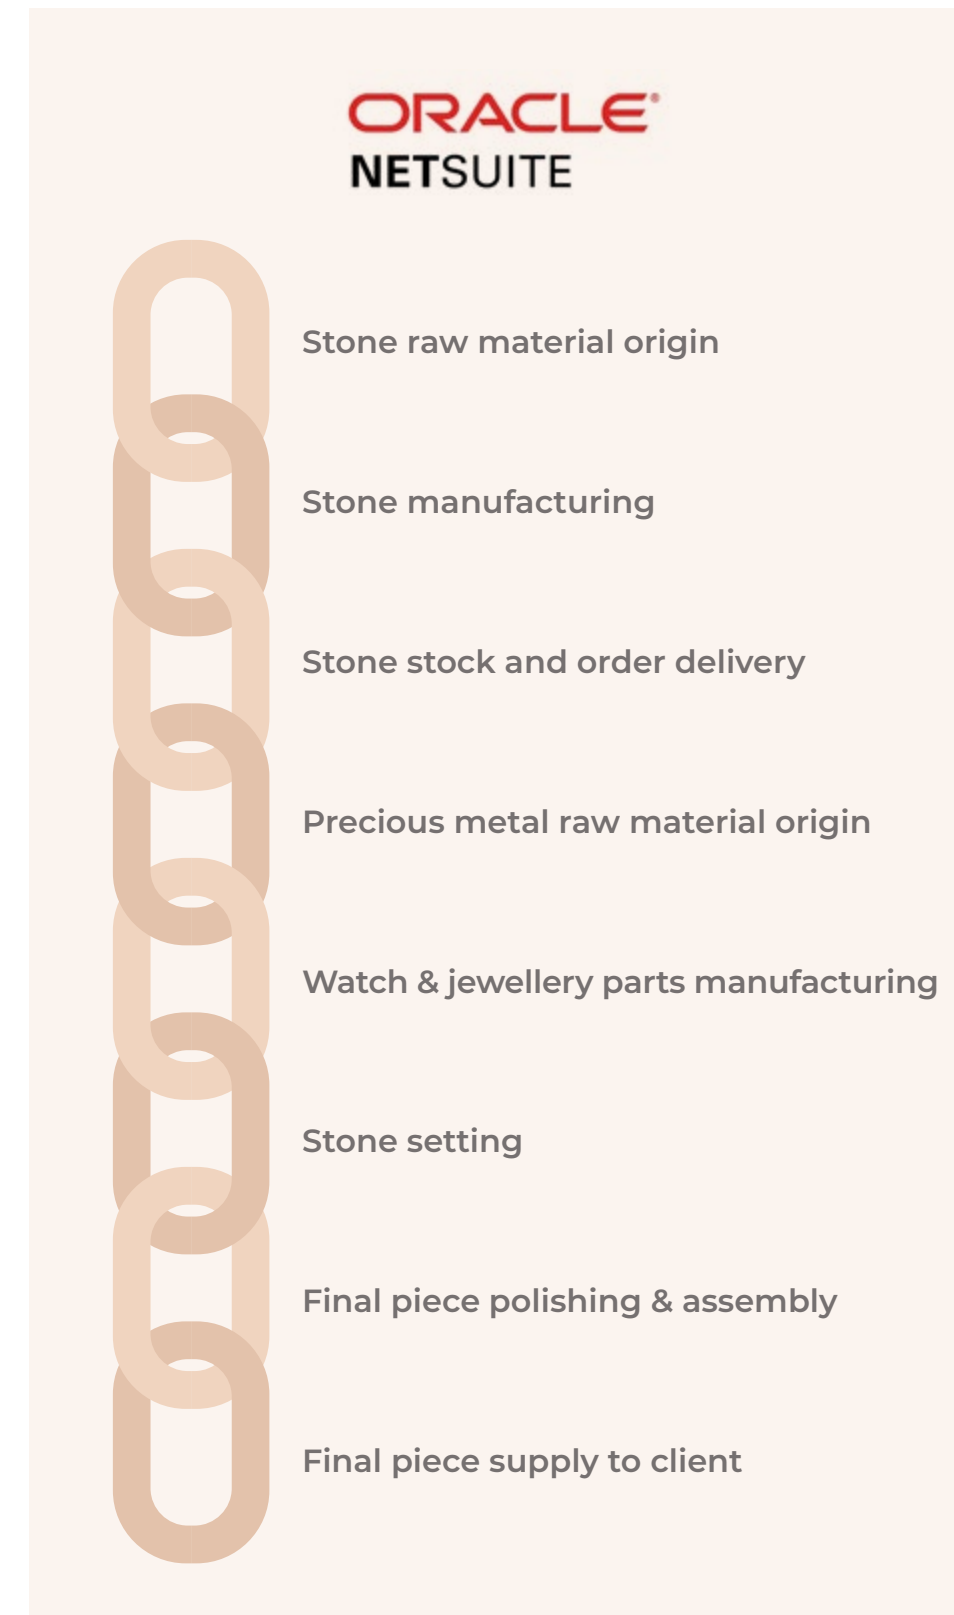 ORACLE®
NETSUITE
Stone raw material origin
Stone manufacturing
Stone stock and order delivery
Precious metal raw material origin
Watch & jewellery parts manufacturing
Stone setting
Final piece polishing & assembly
Final piece supply to client